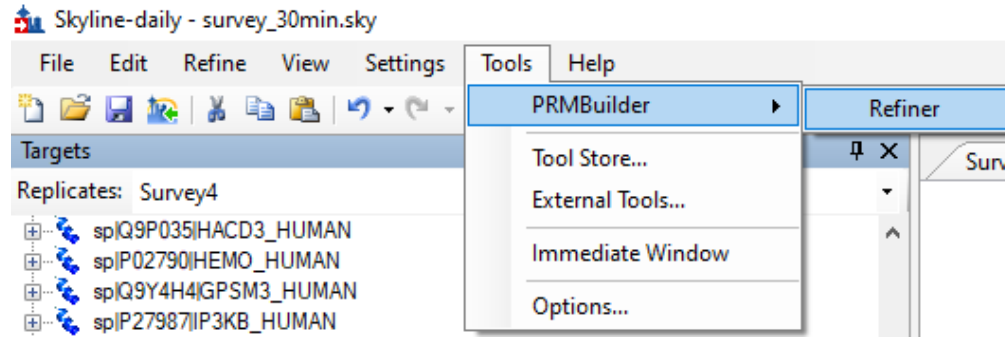 Skyline-daily - survey_30min.sky
File Edit Refine View Settings Tools Help
PRMBuilder Refiner
Targets
Tool Store...
Replicates: Survey4
External Tools...
sp|Q9P035|HACD3_HUMAN
sp|P02790|HEMO_HUMAN
Immediate Window
sp|Q9Y4H4|GPSM3_HUMAN
sp|P27987|IP3KB_HUMAN
Options...